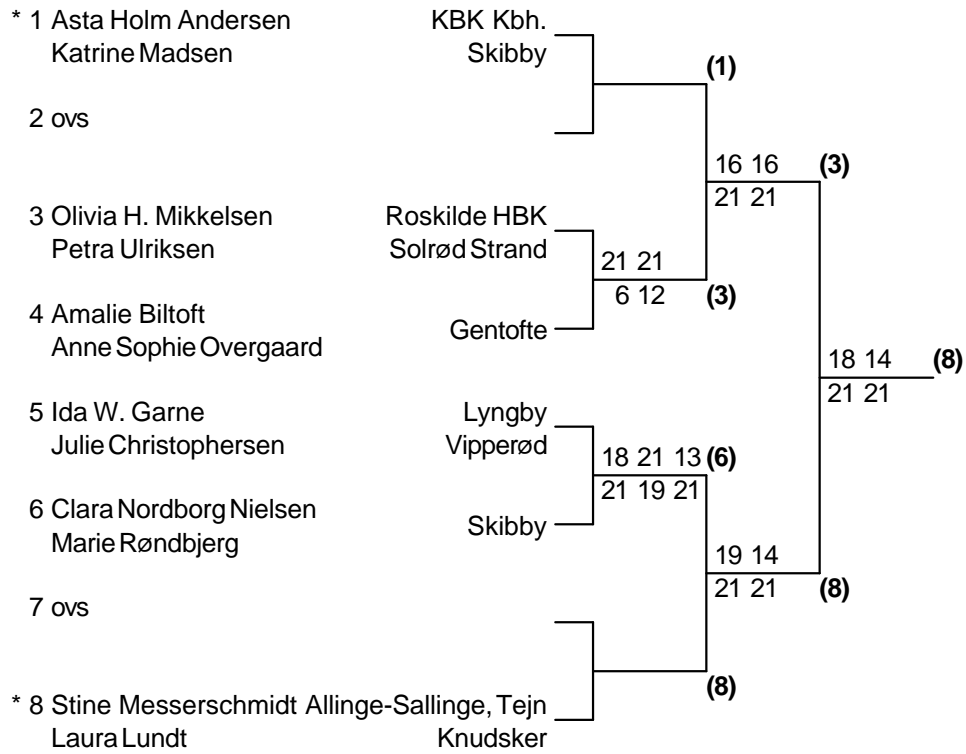 * 1 Asta Holm Andersen KBK Kbh.
Katrine Madsen Skibby
(1)
2 ovs
16 16 (3)
21 21
3 Olivia H. Mikkelsen Roskilde HBK
Petra Ulriksen Solrød Strand
21 21
6 12 (3)
4 Amalie Biltoft Gentofte
Anne Sophie Overgaard
18 14 (8)
21 21
5 Ida W. Garne Lyngby
Julie Christophersen Vipperød
18 21 13 (6)
21 19 21
6 Clara Nordborg Nielsen Skibby
Marie Røndbjerg
19 14
21 21 (8)
7 ovs
(8)
* 8 Stine Messerschmidt Allinge-Sallinge, Tejn
Laura Lundt Knudsker